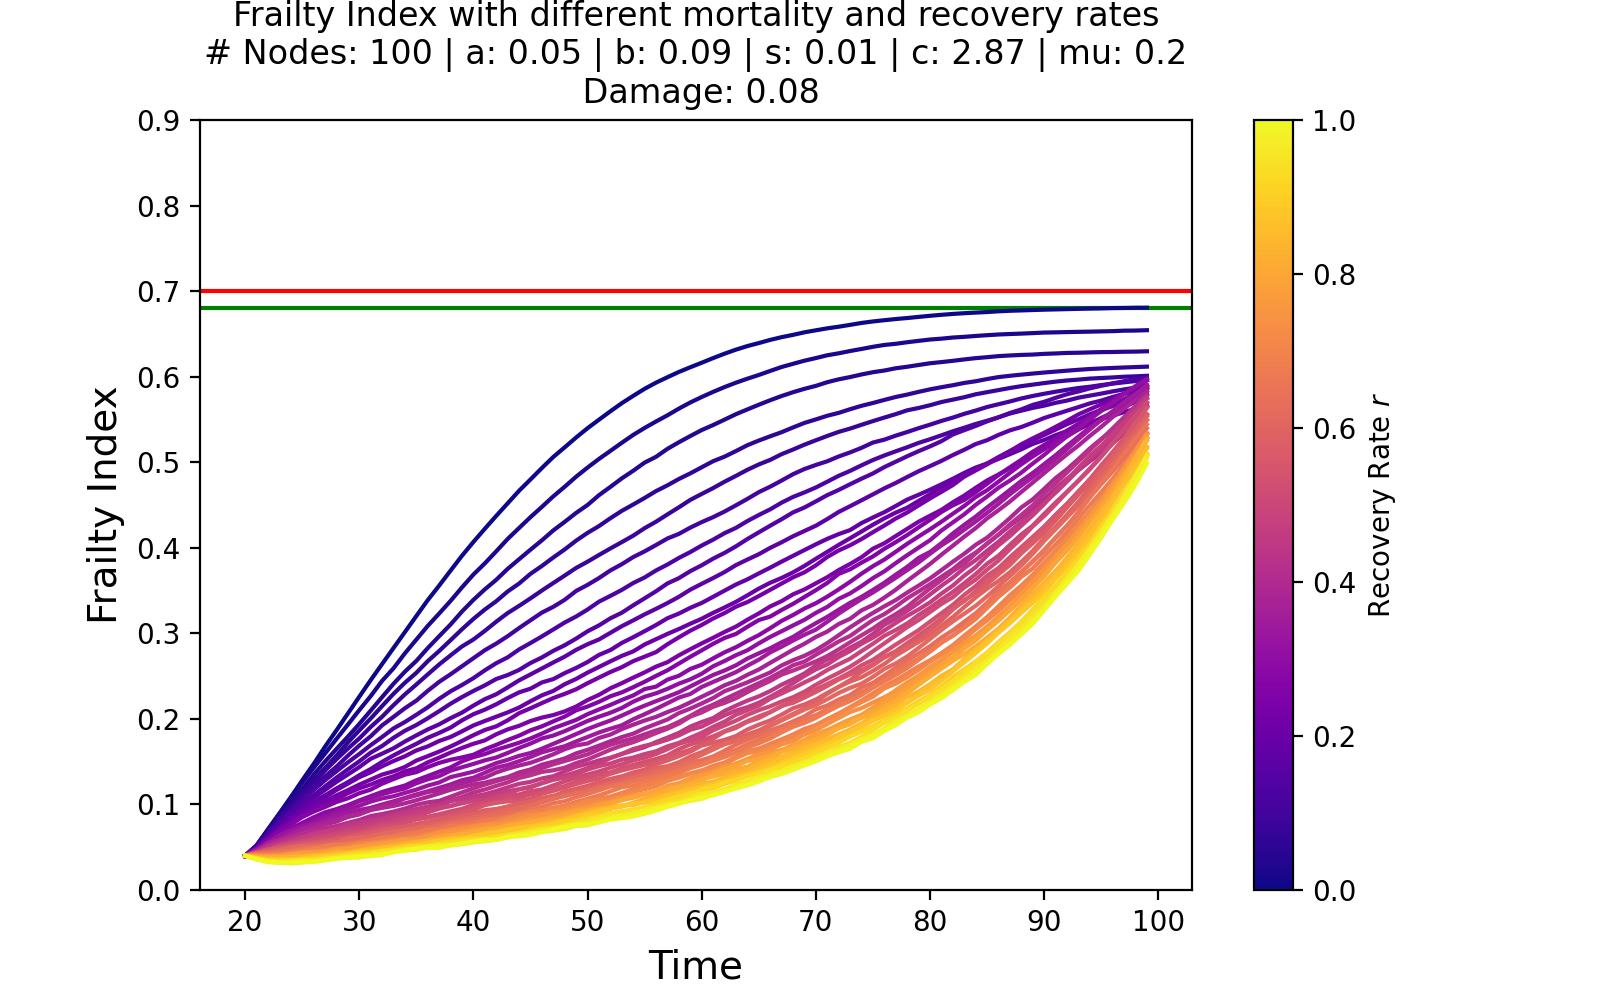 Frailty Index with different mortality and recovery rates
# Nodes: 100 | a: 0.05 | b: 0.09 | s: 0.01 | c: 2.87 | mu: 0.2
Damage: 0.08
0.9
0.8
0.7
0.6
0.5
0.4
0.3
0.2
0.1
0.0
Frailty Index
20 30 40 50 60 70 80 90 100
Time
1.0
0.8
0.6
0.4
0.2
0.0
Recovery Rate r